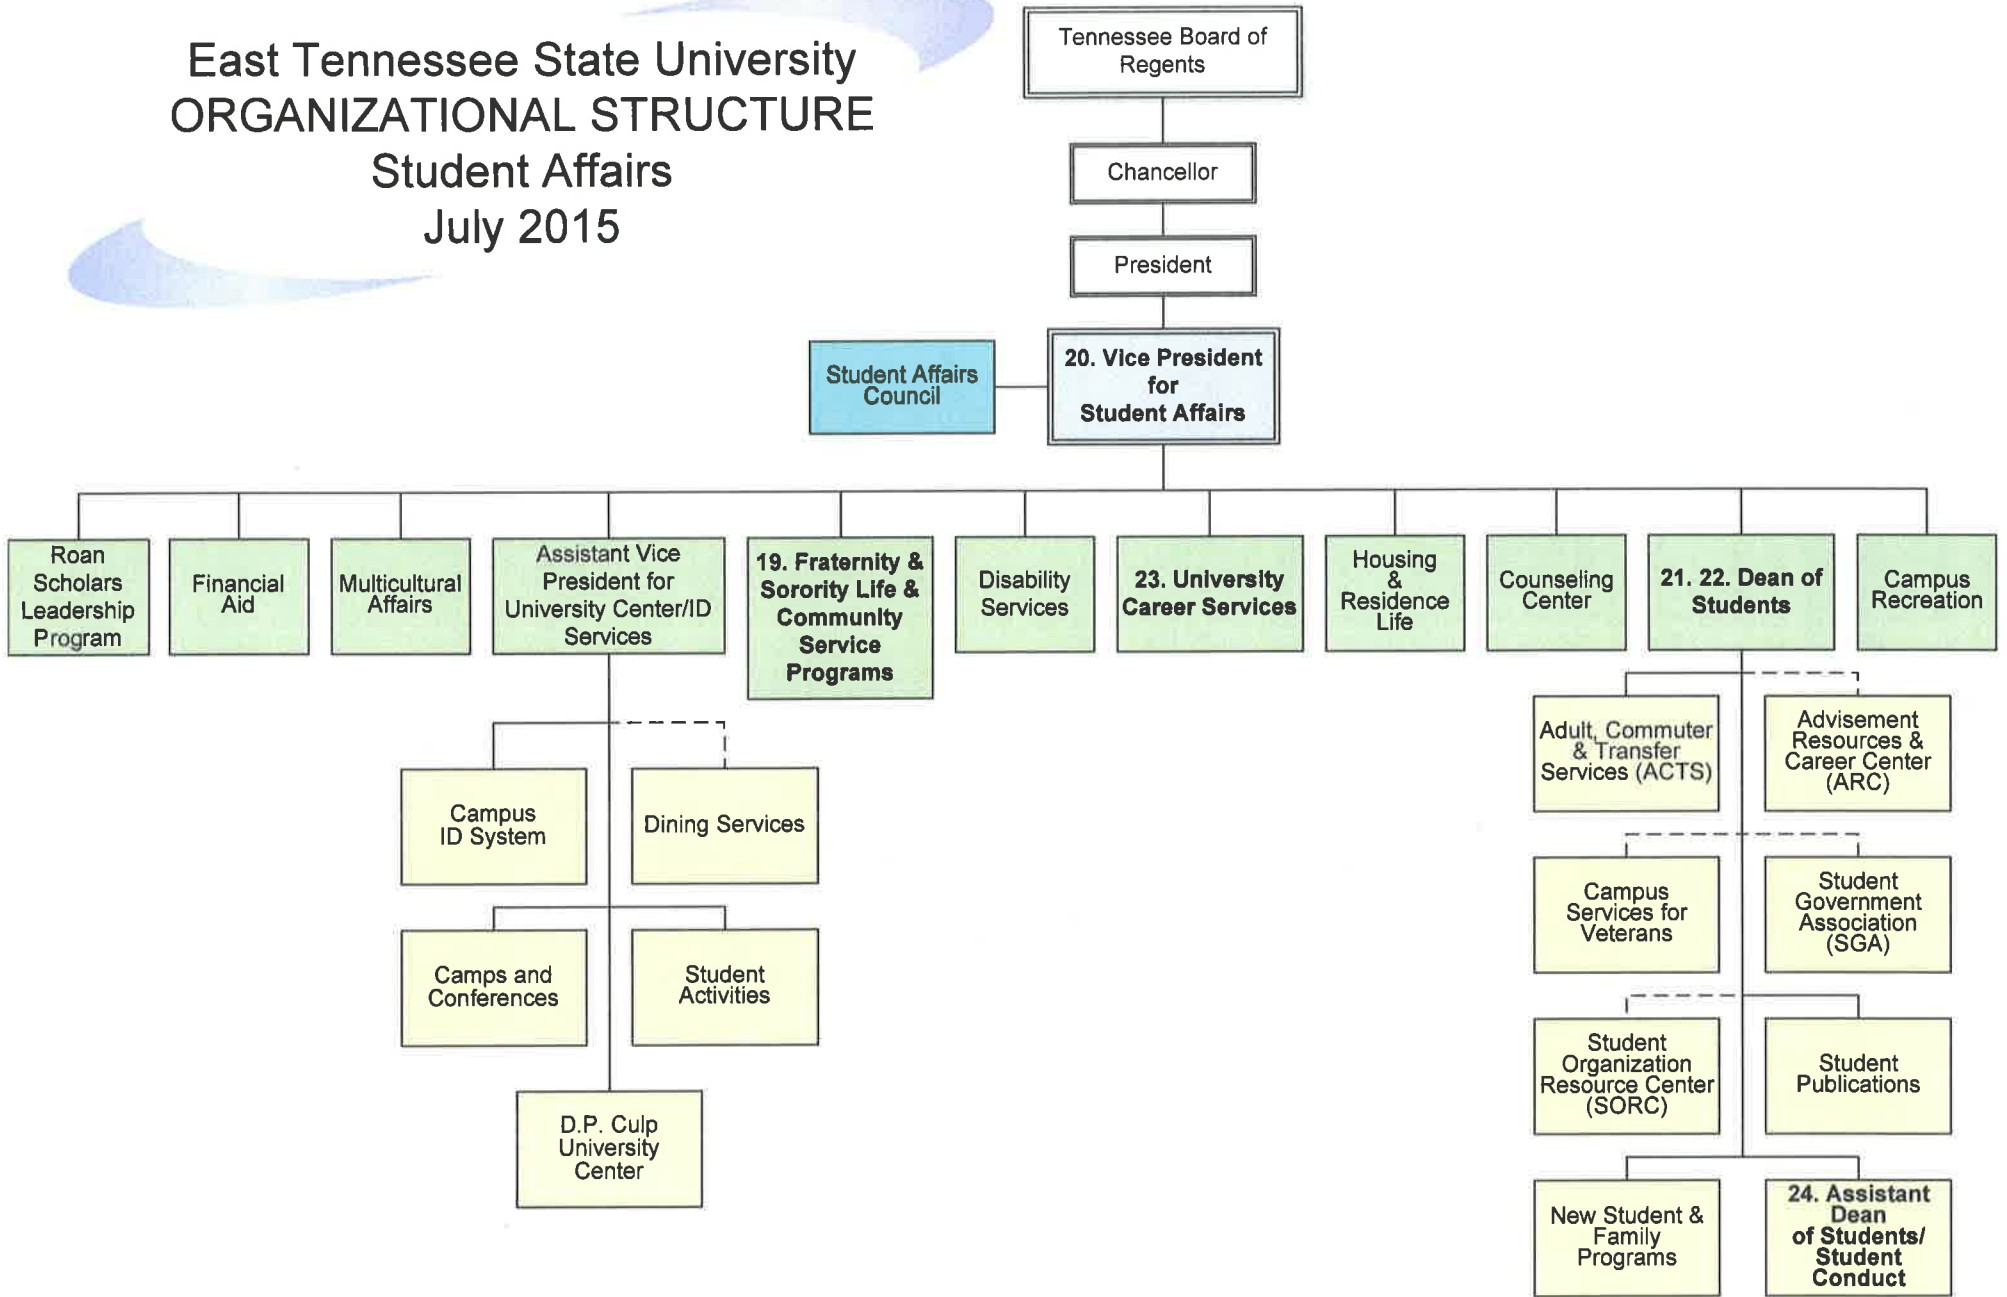 East Tennessee State University
ORGANIZATIONAL STRUCTURE
Student Affairs
July 2015
Tennessee Board of
Regents
Chancellor
President
Student Affairs
Council
20. Vice President
for
Student Affairs
Roan
Scholars
Leadership
Program
Financial
Aid
Multicultural
Affairs
Assistant Vice
President for
University Center/ID
Services
19. Fraternity &
Sorority Life &
Community
Service
Programs
Disability
Services
23. University
Career Services
Housing
&
Residence
Life
Counseling
Center
21. 22. Dean of
Students
Campus
Recreation
Campus
ID System
Dining Services
Camps and
Conferences
Student
Activities
D.P. Culp
University
Center
Adult, Commuter
& Transfer
Services (ACTS)
Advisement
Resources &
Career Center
(ARC)
Campus
Services for
Veterans
Student
Government
Association
(SGA)
Student
Organization
Resource Center
(SORC)
Student
Publications
New Student &
Family
Programs
24. Assistant
Dean
of Students/
Student
Conduct